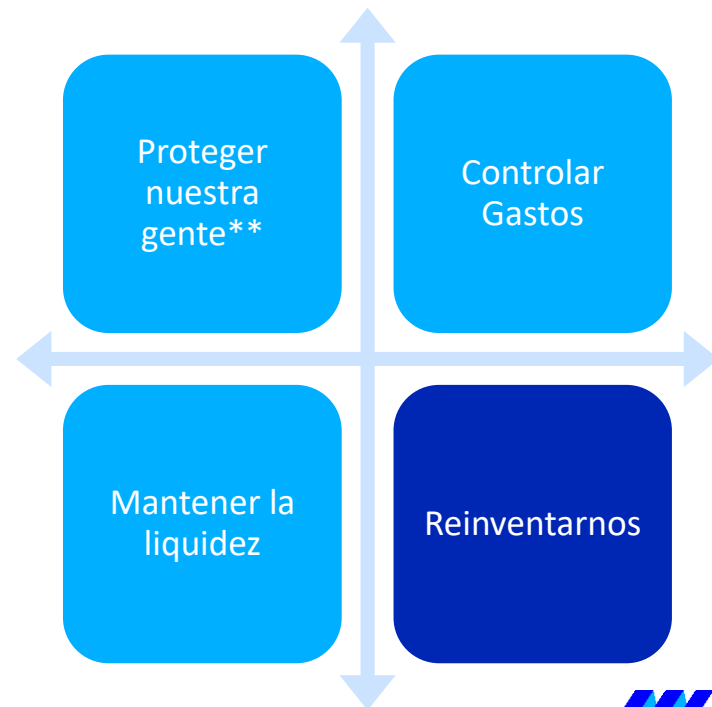 Proteger
nuestra
gente**
Controlar
Gastos
Mantener la
liquidez
Reinventarnos